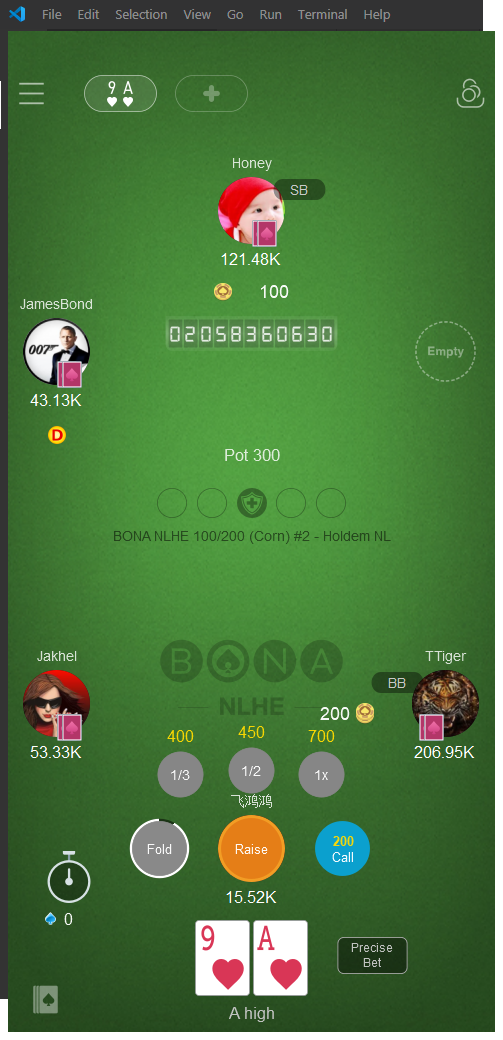 File Edit Selection View Go Run Terminal Help
9 A
Honey
SB
121.48K
100
JamesBond
02058360630
007
43.13K
Empty
D
Pot 300
BONA NLHE 100/200 (Corn) #2 - Holdem NL
BONA
Jakhel
TTiger
BB
NLHE
200
53.33K
206.95K
400 450 700
1/3 1/2 1x
飞鸿鸿
Fold Raise 200 Call
15.52K
0
9 A
Precise
Bet
A high